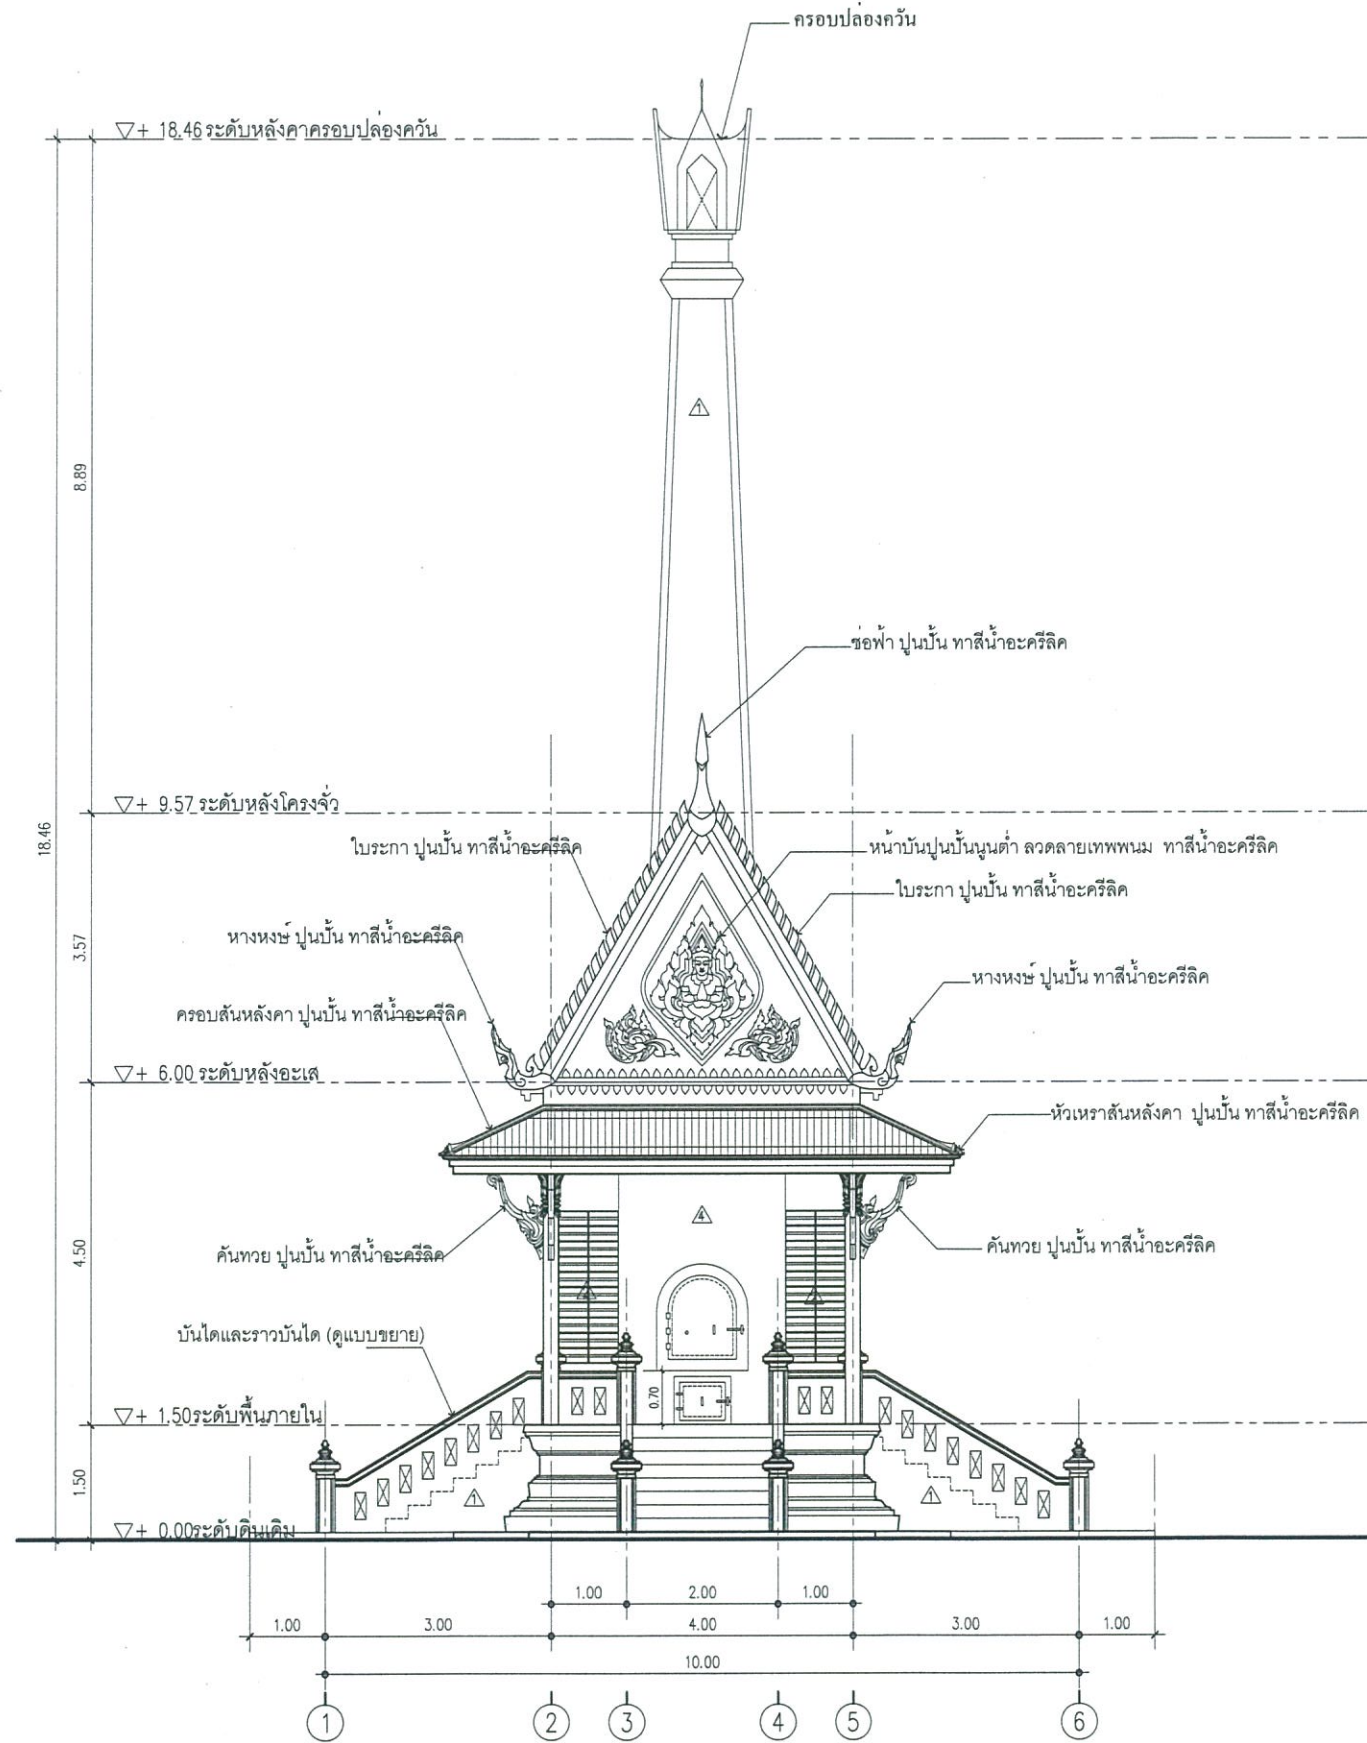 ครอบปล่องควัน
+ 18.46 ระดับหลังคาครอบปล่องควัน
1
8.89
ช่อฟ้า ปูนปั้น ทาสีน้ำอะครีลิค
+ 9.57 ระดับหลังโครงจั่ว
18.46
ใบระกา ปูนปั้น ทาสีน้ำอะครีลิค
หน้าบันปูนปั้นนูนต่ำ ลวดลายเทพพนม ทาสีน้ำอะครีลิค
ใบระกา ปูนปั้น ทาสีน้ำอะครีลิค
หางหงษ์ ปูนปั้น ทาสีน้ำอะครีลิค
3.57
หางหงษ์ ปูนปั้น ทาสีน้ำอะครีลิค
ครอบสันหลังคา ปูนปั้น ทาสีน้ำอะครีลิค
+ 6.00 ระดับหลังอะเส
หัวเหราสันหลังคา ปูนปั้น ทาสีน้ำอะครีลิค
4
คันทวย ปูนปั้น ทาสีน้ำอะครีลิค
คันทวย ปูนปั้น ทาสีน้ำอะครีลิค
4.50
บันไดและราวบันได (ดูแบบขยาย)
0.70
+ 1.50 ระดับพื้นภายใน
1.50
1
1
+ 0.00 ระดับดินเดิม
1.00 2.00 1.00
1.00 3.00 4.00 3.00 1.00
10.00
1 2 3 4 5 6